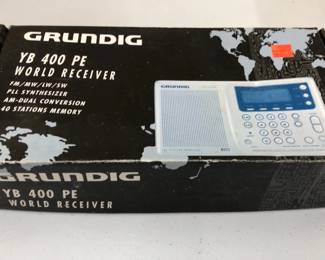 GRUNDIG
YB 400 PE
WORLD RECEIVER
FM/MW/LW/SW
PLL SYNTHESIZER
AM-DUAL CONVERSION
40 STATIONS MEMORY
GRUNDIG
GRUNDIG
YB 400 PE
WORLD RECEIVER